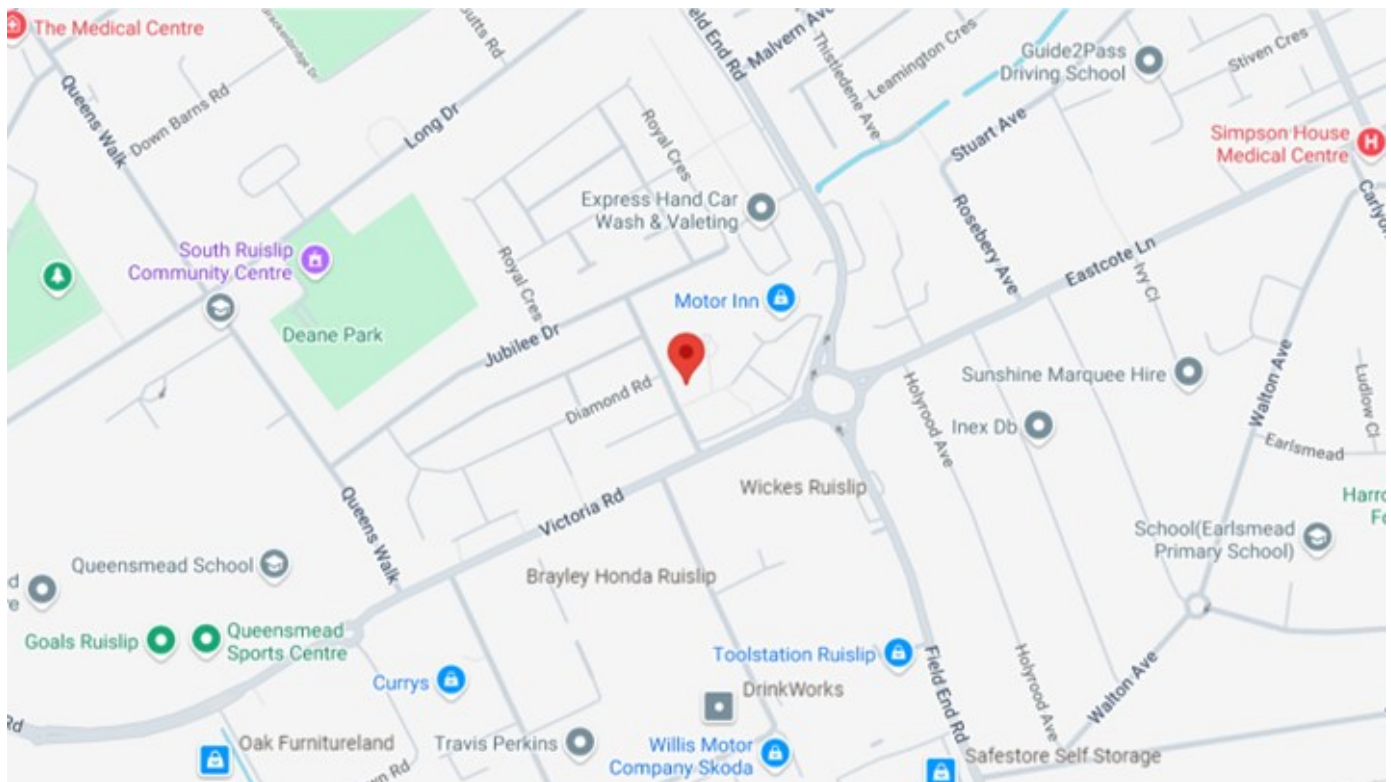 The Medical Centre
Queens Walk
Down Barns Rd
Long Dr
Field End Rd
Malvern Ave
Thistledene Ave
Leamington Cres
Guide2Pass
Driving School
Stiven Cres
Stuart Ave
Simpson House
Medical Centre
H
Royal Cres
Express Hand Car
Wash & Valeting
Rosebery Ave
Eastcote Ln
Ivy Cl
South Ruislip
Community Centre
Royal Cres
Motor Inn
Deane Park
Jubilee Dr
Diamond Rd
Holyrood Ave
Sunshine Marquee Hire
Walton Ave
Ludlow Cl
Inex Db
Earlsmead
Wickes Ruislip
Victoria Rd
Queens Walk
School(Earlsmead
Primary School)
Queensmead School
Brayley Honda Ruislip
Goals Ruislip
Queensmead
Sports Centre
Toolstation Ruislip
Field End Rd
Holyrood Ave
Walton Ave
Currys
DrinkWorks
Oak Furnitureland
Travis Perkins
Willis Motor
Company Skoda
Safestore Self Storage